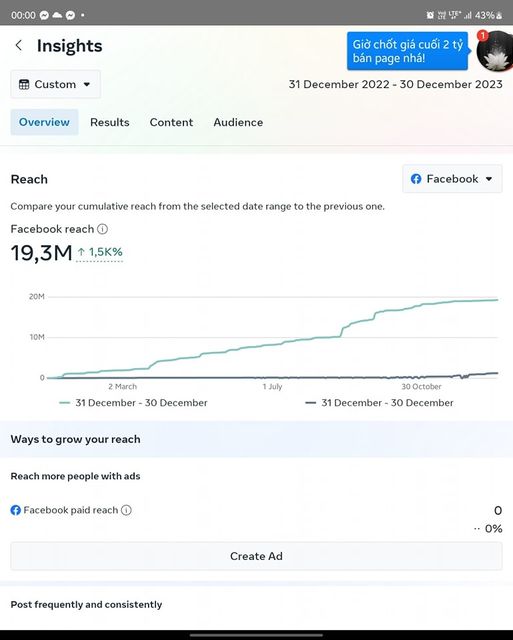 00:00
43%
Insights
1
Giờ chốt giá cuối 2 tỷ
bán page nhá!
Custom
31 December 2022 - 30 December 2023
Overview Results Content Audience
Reach
Facebook
Compare your cumulative reach from the selected date range to the previous one.
Facebook reach
19,3M ↑ 1,5K%
20M
10M
0
2 March 1 July 30 October
31 December - 30 December 31 December - 30 December
Ways to grow your reach
Reach more people with ads
Facebook paid reach 0
-- 0%
Create Ad
Post frequently and consistently